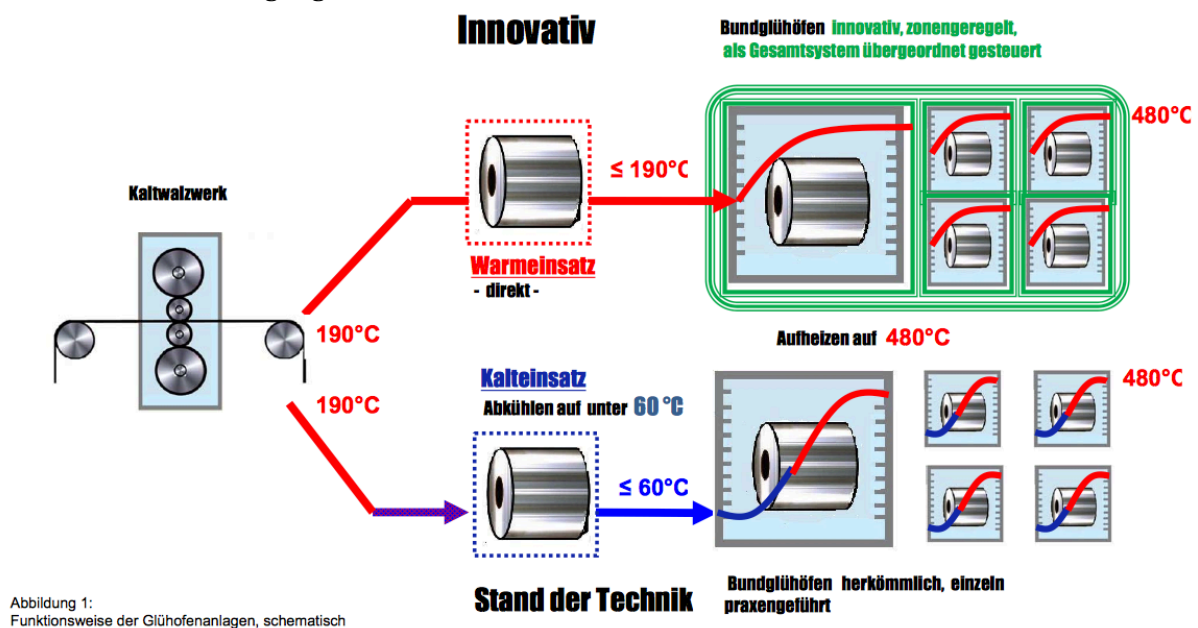 Innovativ
Bundglühöfen innovativ, zonengeregelt,
als Gesamtsystem übergeordnet gesteuert
480°C
≤ 190°C
Kaltwalzwerk
Warmeinsatz
- direkt -
190°C
Aufheizen auf 480°C
Kalteinsatz
Abkühlen auf unter 60 °C
190°C
480°C
≤ 60°C
Stand der Technik
Bundglühöfen herkömmlich, einzeln
praxengeführt
Abbildung 1:
Funktionsweise der Glühofenanlagen, schematisch